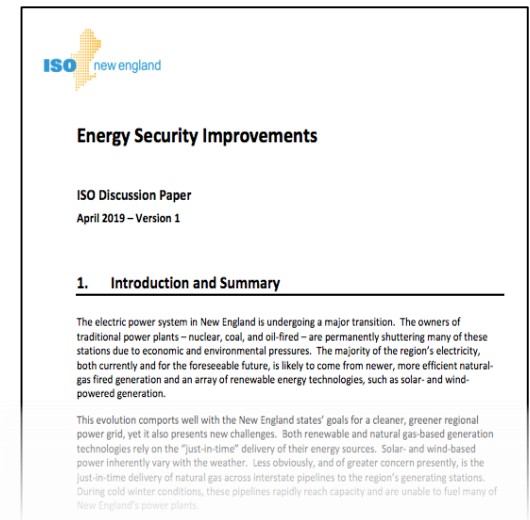 ISO new england
Energy Security Improvements
ISO Discussion Paper
April 2019 – Version 1
1. Introduction and Summary
The electric power system in New England is undergoing a major transition. The owners of
traditional power plants – nuclear, coal, and oil-fired – are permanently shuttering many of these
stations due to economic and environmental pressures. The majority of the region's electricity,
both currently and for the foreseeable future, is likely to come from newer, more efficient natural-
gas fired generation and an array of renewable energy technologies, such as solar- and wind-
powered generation.
This evolution comports well with the New England states' goals for a cleaner, greener regional
power grid, yet it also presents new challenges. Both renewable and natural gas-based generation
technologies rely on the "just-in-time" delivery of their energy sources. Solar- and wind-based
power inherently vary with the weather. Less obviously, and of greater concern presently, is the
just-in-time delivery of natural gas across interstate pipelines to the region's generating stations.
During cold winter conditions, these pipelines rapidly reach capacity and are unable to fuel many of
New England's power plants.